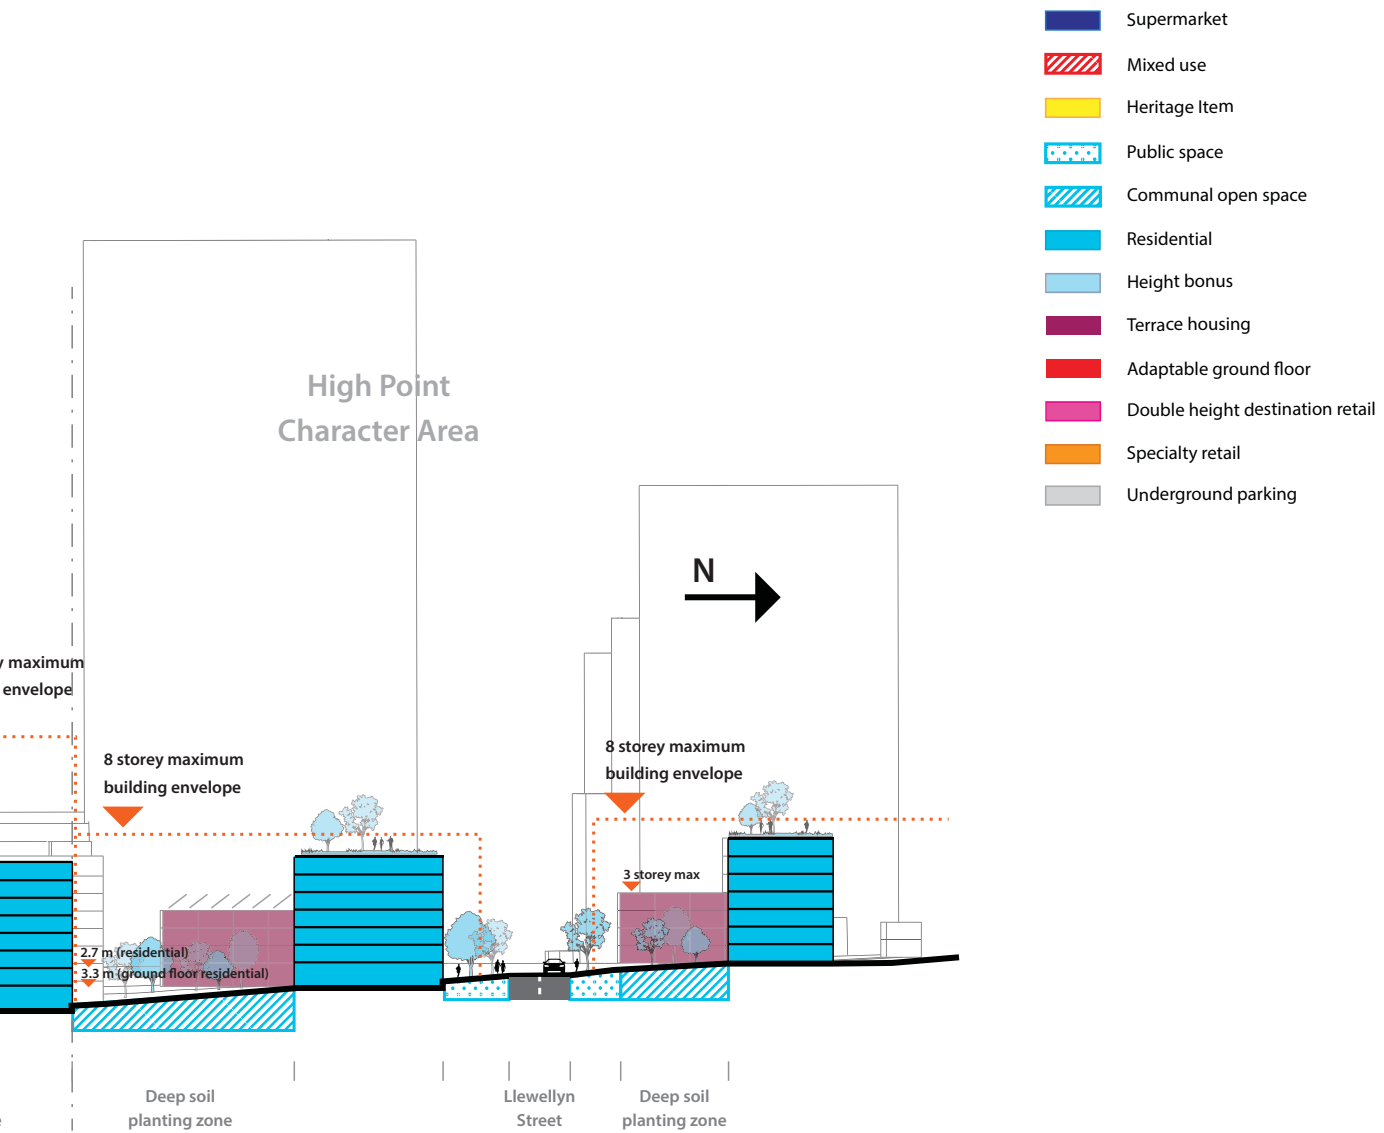 Supermarket
Mixed use
Heritage Item
Public space
Communal open space
Residential
Height bonus
Terrace housing
Adaptable ground floor
Double height destination retail
Specialty retail
Underground parking
High Point
Character Area
N
maximum
envelope
8 storey maximum
building envelope
8 storey maximum
building envelope
3 storey max
2.7 m (residential)
3.3 m (ground floor residential)
Deep soil
planting zone
Llewellyn
Street
Deep soil
planting zone